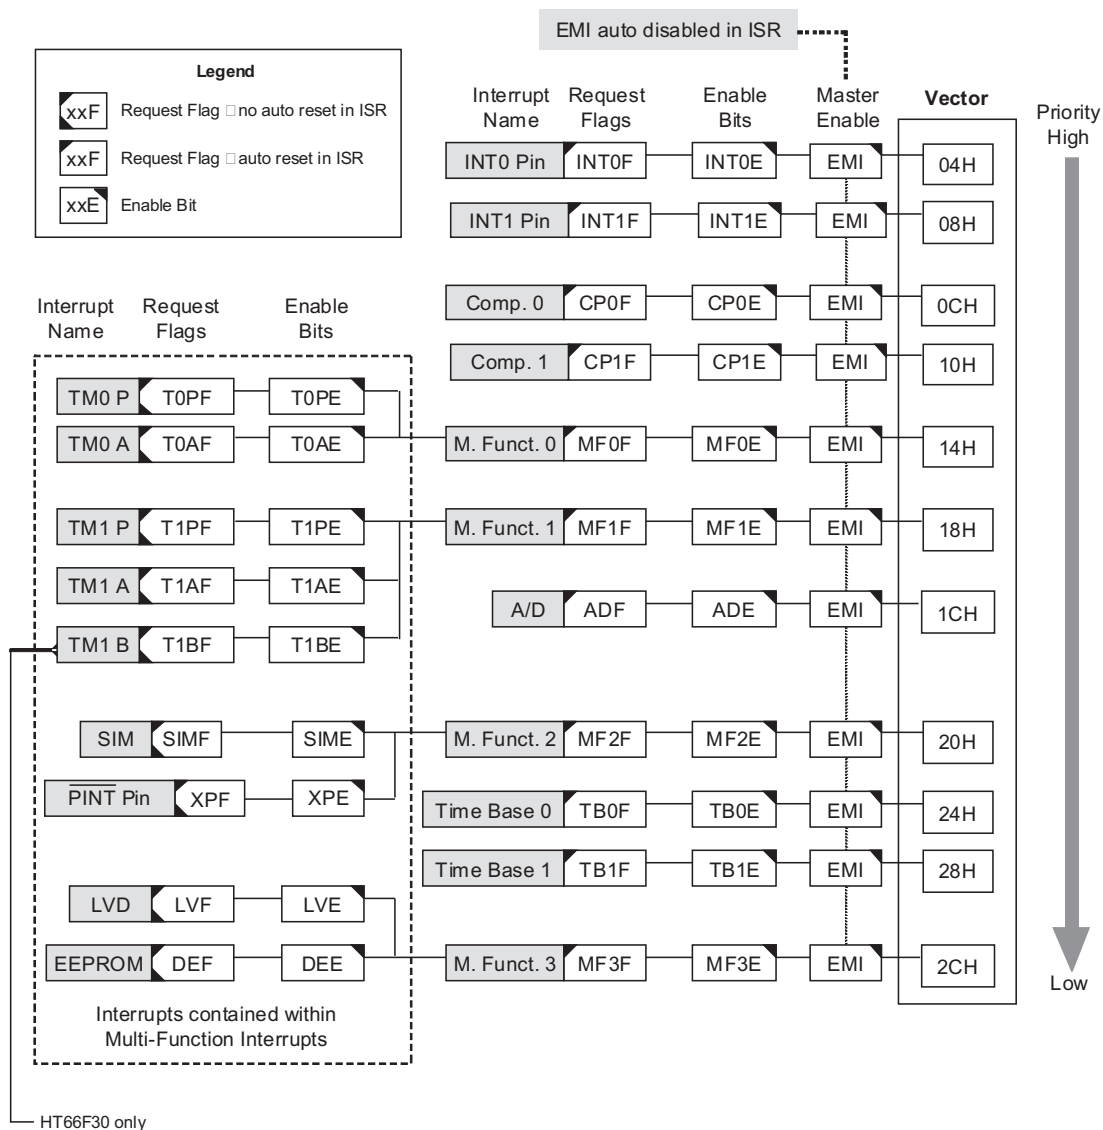 EMI auto disabled in ISR
Legend
xxF Request Flag □ no auto reset in ISR
xxF Request Flag □ auto reset in ISR
xxE Enable Bit
Interrupt Name Request Flags Enable Bits Master Enable Vector
Priority High
INT0 Pin INT0F INT0E EMI 04H
INT1 Pin INT1F INT1E EMI 08H
Interrupt Name Request Flags Enable Bits
Comp. 0 CP0F CP0E EMI 0CH
Comp. 1 CP1F CP1E EMI 10H
TM0 P T0PF T0PE
TM0 A T0AF T0AE M. Funct. 0 MF0F MF0E EMI 14H
TM1 P T1PF T1PE M. Funct. 1 MF1F MF1E EMI 18H
TM1 A T1AF T1AE
A/D ADF ADE EMI 1CH
TM1 B T1BF T1BE
SIM SIMF SIME M. Funct. 2 MF2F MF2E EMI 20H
PINT Pin XPF XPE
Time Base 0 TB0F TB0E EMI 24H
Time Base 1 TB1F TB1E EMI 28H
LVD LVF LVE
EEPROM DEF DEE M. Funct. 3 MF3F MF3E EMI 2CH
Low
Interrupts contained within
Multi-Function Interrupts
HT66F30 only